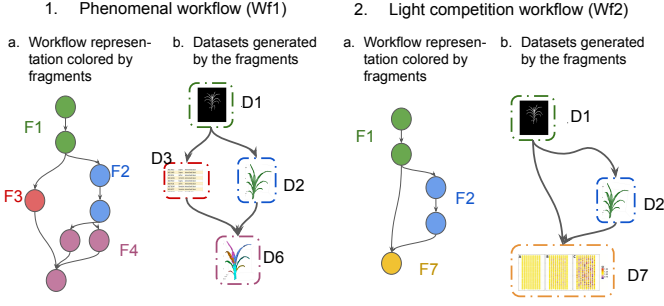 1. Phenomenal workflow (Wf1)
2. Light competition workflow (Wf2)
a. Workflow represen-
tation colored by
fragments
b. Datasets generated
by the fragments
a. Workflow represen-
tation colored by
fragments
b. Datasets generated
by the fragments
F1
F2
F3
F4
D1
D3
D2
D6
F1
F2
F7
D1
D2
D7